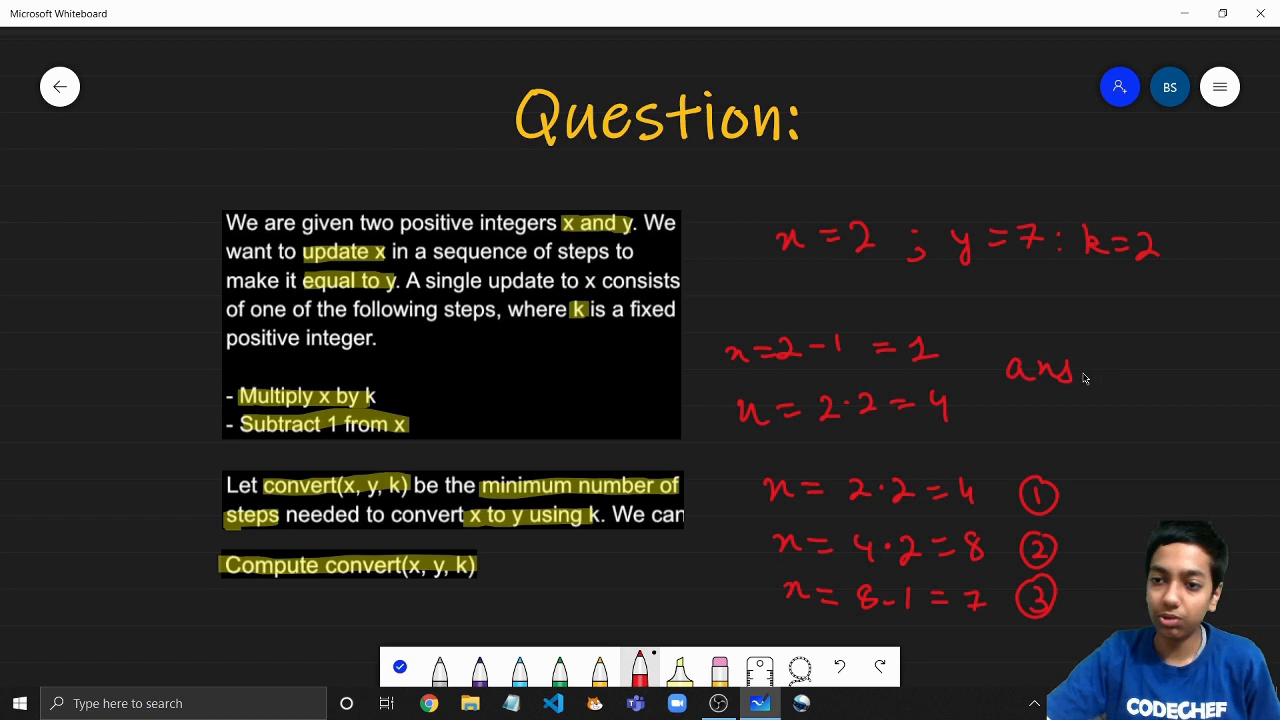 Microsoft Whiteboard
BS
Question:
We are given two positive integers x and y. We
want to update x in a sequence of steps to
make it equal to y. A single update to x consists
of one of the following steps, where k is a fixed
positive integer.
- Multiply x by k
- Subtract 1 from x
Let convert(x, y, k) be the minimum number of
steps needed to convert x to y using k. We can
Compute convert(x, y, k)
x = 2 ; y = 7 : k = 2
x = 2 - 1 = 1
x = 2 · 2 = 4
ans
x = 2 · 2 = 4 ①
x = 4 · 2 = 8 ②
x = 8 - 1 = 7 ③
CODECHEF
Type here to search